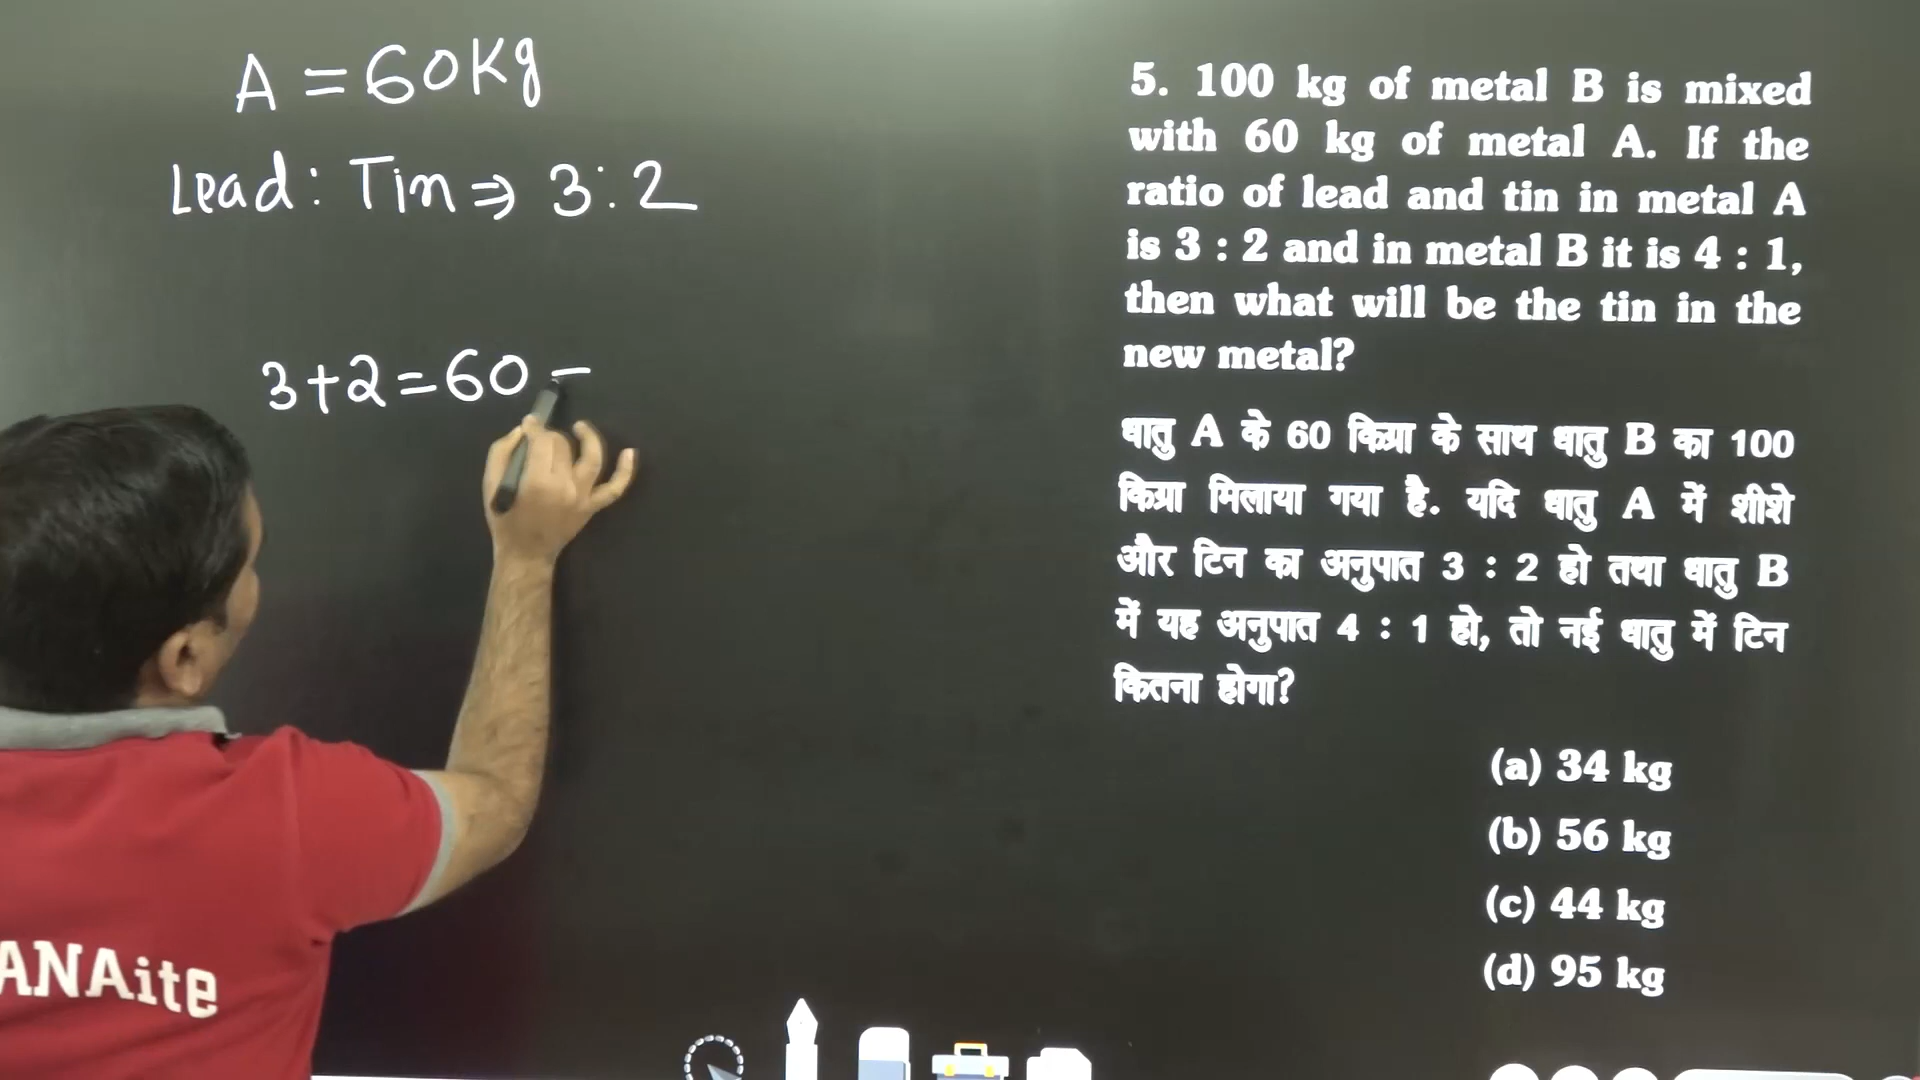 A = 60Kg
Lead : Tin ⇒ 3:2
3+2=60
5. 100 kg of metal B is mixed
with 60 kg of metal A. If the
ratio of lead and tin in metal A
is 3 : 2 and in metal B it is 4 : 1,
then what will be the tin in the
new metal?
धातु A के 60 किग्रा के साथ धातु B का 100
किग्रा मिलाया गया है. यदि धातु A में शीशे
और टिन का अनुपात 3 : 2 हो तथा धातु B
में यह अनुपात 4 : 1 हो, तो नई धातु में टिन
कितना होगा?
(a) 34 kg
(b) 56 kg
(c) 44 kg
(d) 95 kg
ANAite